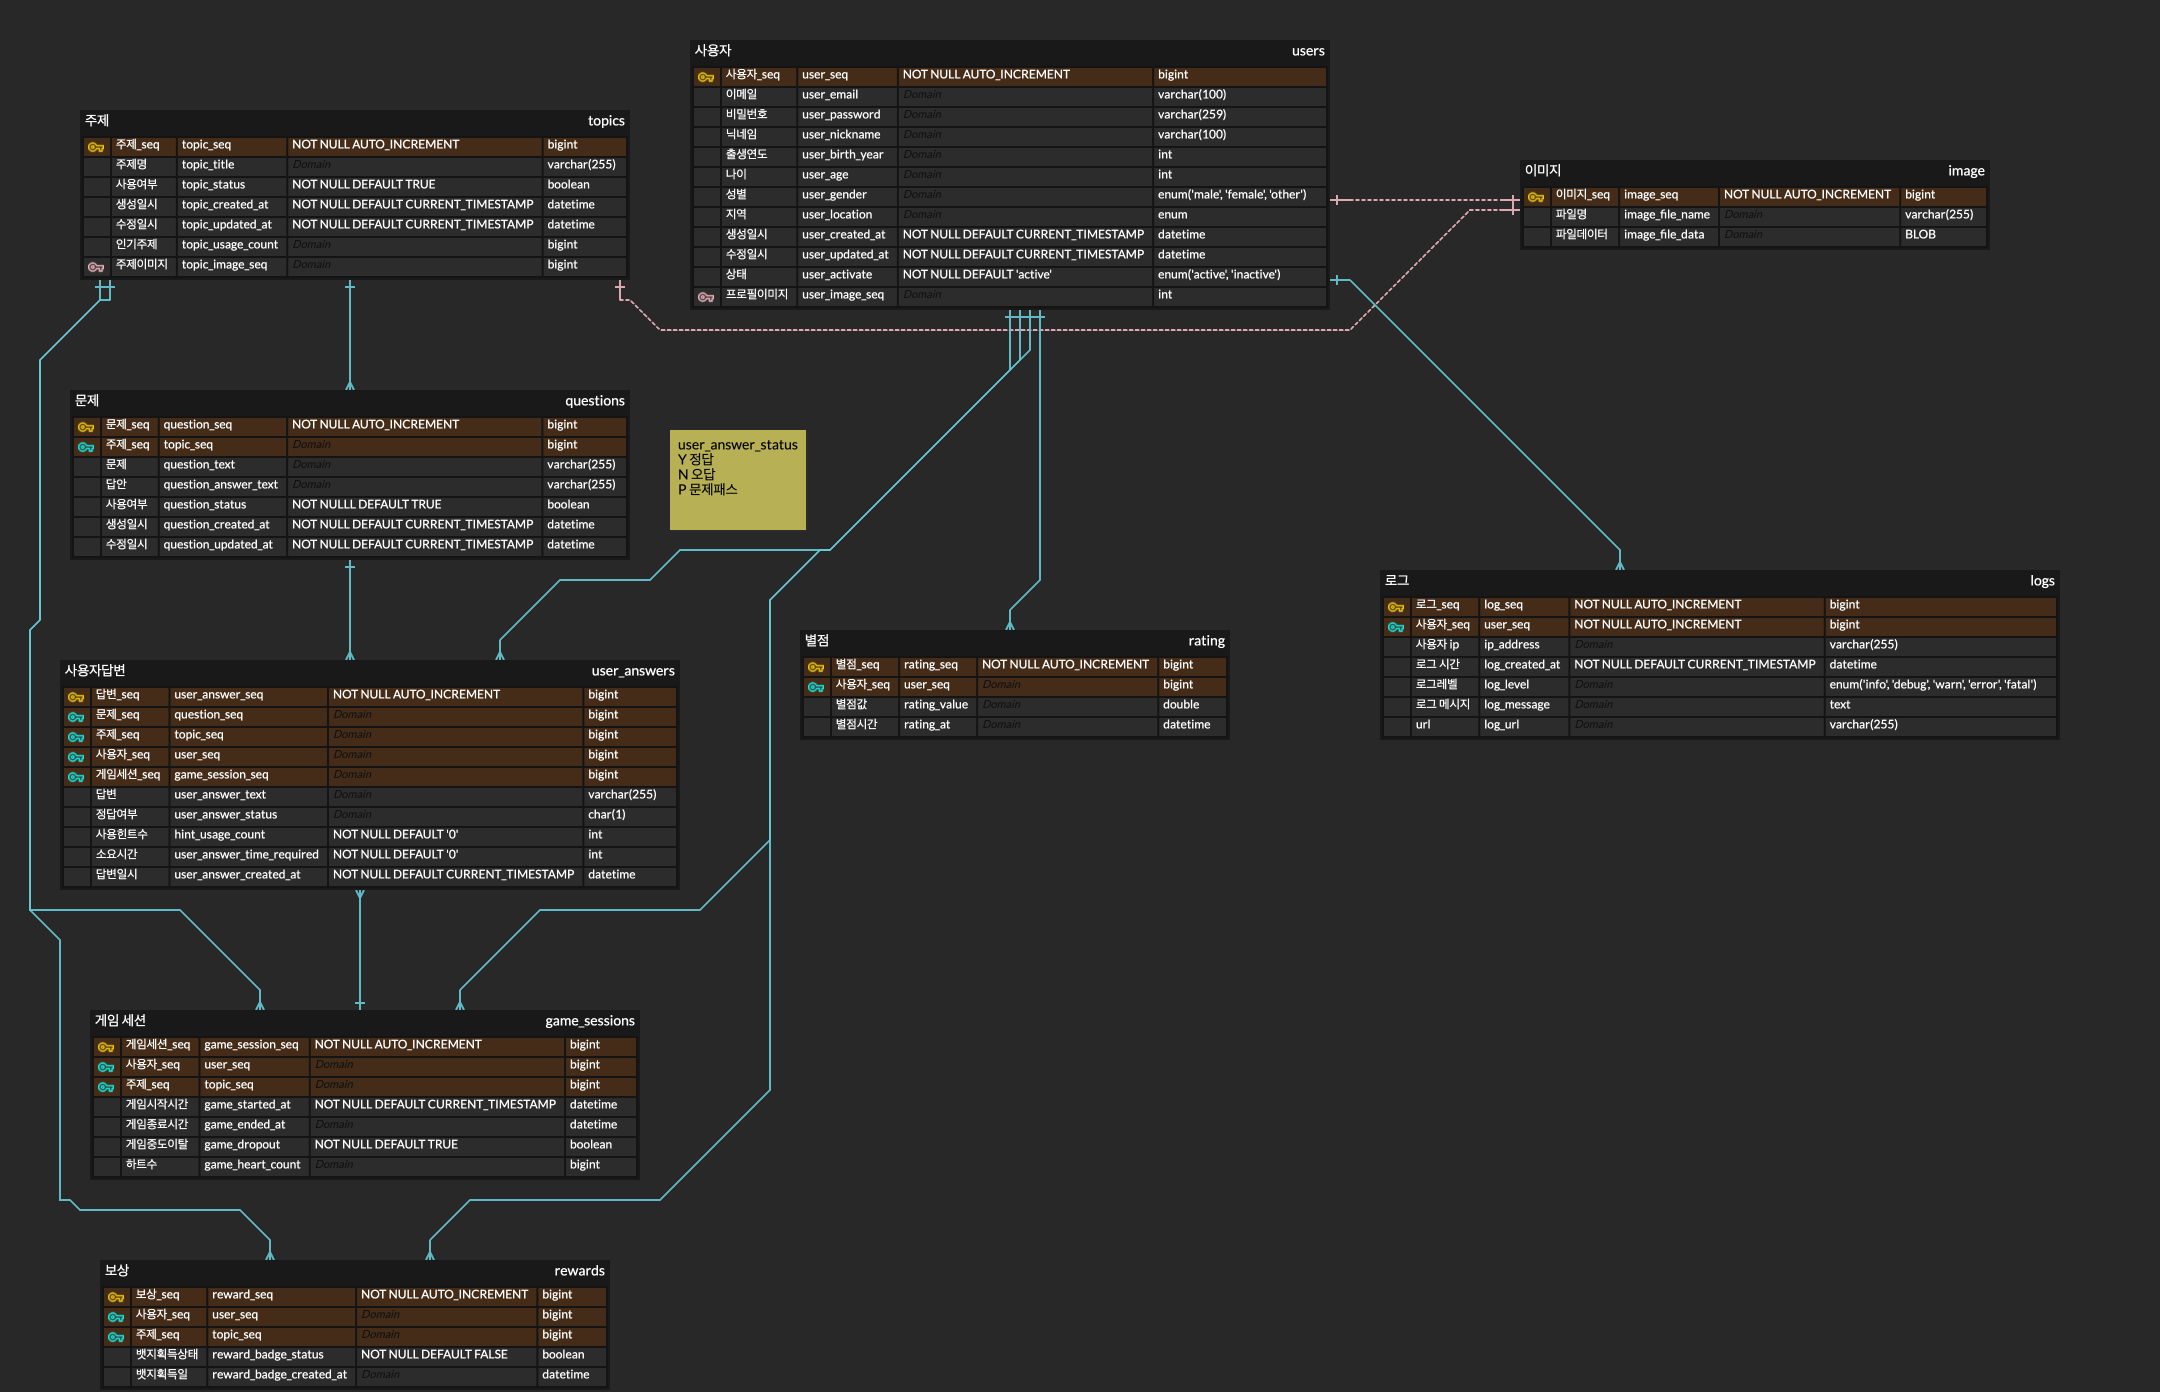 사용자 users
사용자_seq user_seq NOT NULL AUTO_INCREMENT bigint
이메일 user_email Domain varchar(100)
비밀번호 user_password Domain varchar(259)
닉네임 user_nickname Domain varchar(100)
출생연도 user_birth_year Domain int
나이 user_age Domain int
성별 user_gender Domain enum('male', 'female', 'other')
지역 user_location Domain enum
생성일시 user_created_at NOT NULL DEFAULT CURRENT_TIMESTAMP datetime
수정일시 user_updated_at NOT NULL DEFAULT CURRENT_TIMESTAMP datetime
상태 user_activate NOT NULL DEFAULT 'active' enum('active', 'inactive')
프로필이미지 user_image_seq Domain int
주제 topics
주제_seq topic_seq NOT NULL AUTO_INCREMENT bigint
주제명 topic_title Domain varchar(255)
사용여부 topic_status NOT NULL DEFAULT TRUE boolean
생성일시 topic_created_at NOT NULL DEFAULT CURRENT_TIMESTAMP datetime
수정일시 topic_updated_at NOT NULL DEFAULT CURRENT_TIMESTAMP datetime
인기주제 topic_usage_count Domain bigint
주제이미지 topic_image_seq Domain bigint
이미지 image
이미지_seq image_seq NOT NULL AUTO_INCREMENT bigint
파일명 image_file_name Domain varchar(255)
파일데이터 image_file_data Domain BLOB
문제 questions
문제_seq question_seq NOT NULL AUTO_INCREMENT bigint
주제_seq topic_seq Domain bigint
문제 question_text Domain varchar(255)
답안 question_answer_text Domain varchar(255)
사용여부 question_status NOT NULLL DEFAULT TRUE boolean
생성일시 question_created_at NOT NULL DEFAULT CURRENT_TIMESTAMP datetime
수정일시 question_updated_at NOT NULL DEFAULT CURRENT_TIMESTAMP datetime
user_answer_status
Y 정답
N 오답
P 문제패스
로그 logs
로그_seq log_seq NOT NULL AUTO_INCREMENT bigint
사용자_seq user_seq NOT NULL AUTO_INCREMENT bigint
사용자 ip ip_address Domain varchar(255)
로그 시간 log_created_at NOT NULL DEFAULT CURRENT_TIMESTAMP datetime
로그레벨 log_level Domain enum('info', 'debug', 'warn', 'error', 'fatal')
로그 메시지 log_message Domain text
url log_url Domain varchar(255)
별점 rating
별점_seq rating_seq NOT NULL AUTO_INCREMENT bigint
사용자_seq user_seq Domain bigint
별점값 rating_value Domain double
별점시간 rating_at Domain datetime
사용자답변 user_answers
답변_seq user_answer_seq NOT NULL AUTO_INCREMENT bigint
문제_seq question_seq Domain bigint
주제_seq topic_seq Domain bigint
사용자_seq user_seq Domain bigint
게임세션_seq game_session_seq Domain bigint
답변 user_answer_text Domain varchar(255)
정답여부 user_answer_status Domain char(1)
사용힌트수 hint_usage_count NOT NULL DEFAULT '0' int
소요시간 user_answer_time_required NOT NULL DEFAULT '0' int
답변일시 user_answer_created_at NOT NULL DEFAULT CURRENT_TIMESTAMP datetime
게임 세션 game_sessions
게임세션_seq game_session_seq NOT NULL AUTO_INCREMENT bigint
사용자_seq user_seq Domain bigint
주제_seq topic_seq Domain bigint
게임시작시간 game_started_at NOT NULL DEFAULT CURRENT_TIMESTAMP datetime
게임종료시간 game_ended_at Domain datetime
게임중도이탈 game_dropout NOT NULL DEFAULT TRUE boolean
하트수 game_heart_count Domain bigint
보상 rewards
보상_seq reward_seq NOT NULL AUTO_INCREMENT bigint
사용자_seq user_seq Domain bigint
주제_seq topic_seq Domain bigint
뱃지획득상태 reward_badge_status NOT NULL DEFAULT FALSE boolean
뱃지획득일 reward_badge_created_at Domain datetime